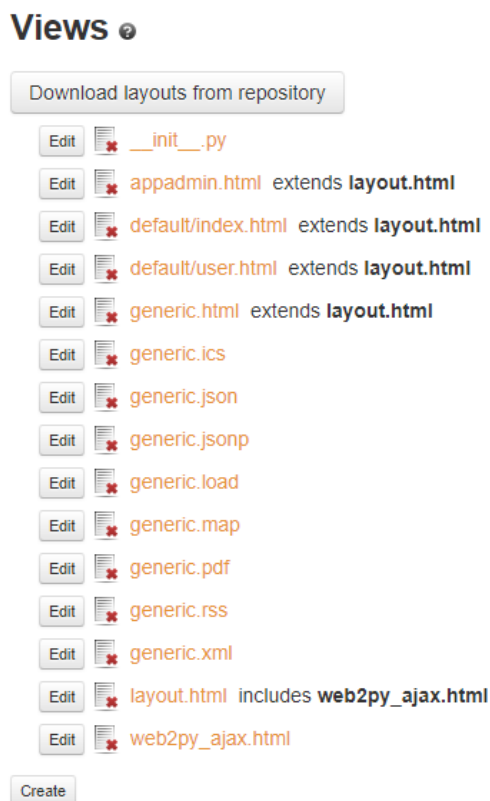 Views ?
Download layouts from repository
Edit __init__.py
Edit appadmin.html extends layout.html
Edit default/index.html extends layout.html
Edit default/user.html extends layout.html
Edit generic.html extends layout.html
Edit generic.ics
Edit generic.json
Edit generic.jsonp
Edit generic.load
Edit generic.map
Edit generic.pdf
Edit generic.rss
Edit generic.xml
Edit layout.html includes web2py_ajax.html
Edit web2py_ajax.html
Create